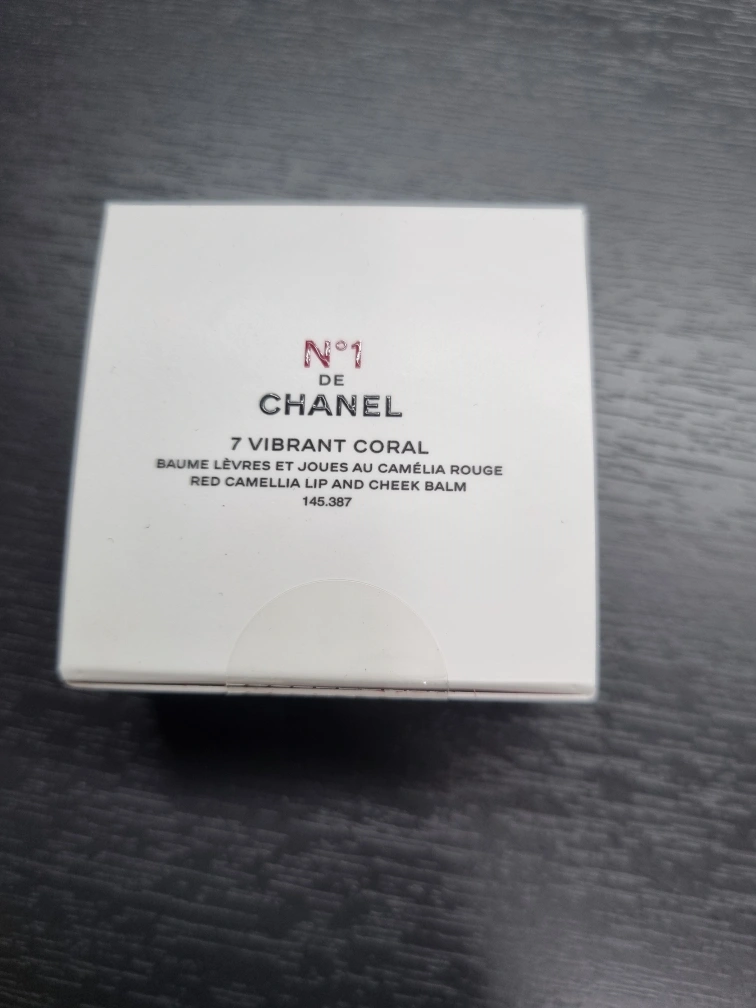 N°1
DE
CHANEL
7 VIBRANT CORAL
BAUME LÈVRES ET JOUES AU CAMÉLIA ROUGE
RED CAMELLIA LIP AND CHEEK BALM
145.387